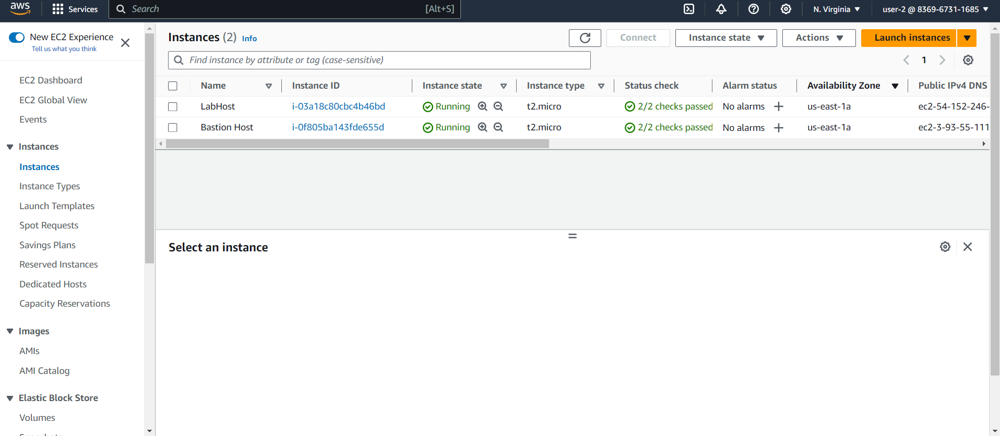 aws
Services
Search [Alt+S]
N. Virginia
user-2 @ 8369-6731-1685
New EC2 Experience
Tell us what you think
EC2 Dashboard
EC2 Global View
Events
Instances
Instances
Instance Types
Launch Templates
Spot Requests
Savings Plans
Reserved Instances
Dedicated Hosts
Capacity Reservations
Images
AMIs
AMI Catalog
Elastic Block Store
Volumes
Instances (2) Info
Connect
Instance state
Actions
Launch instances
Find instance by attribute or tag (case-sensitive)
1
Name Instance ID Instance state Instance type Status check Alarm status Availability Zone Public IPv4 DNS
LabHost i-03a18c80cbc4b46bd Running t2.micro 2/2 checks passed No alarms us-east-1a ec2-54-152-246-
Bastion Host i-0f805ba143fde655d Running t2.micro 2/2 checks passed No alarms us-east-1a ec2-3-93-55-111
Select an instance